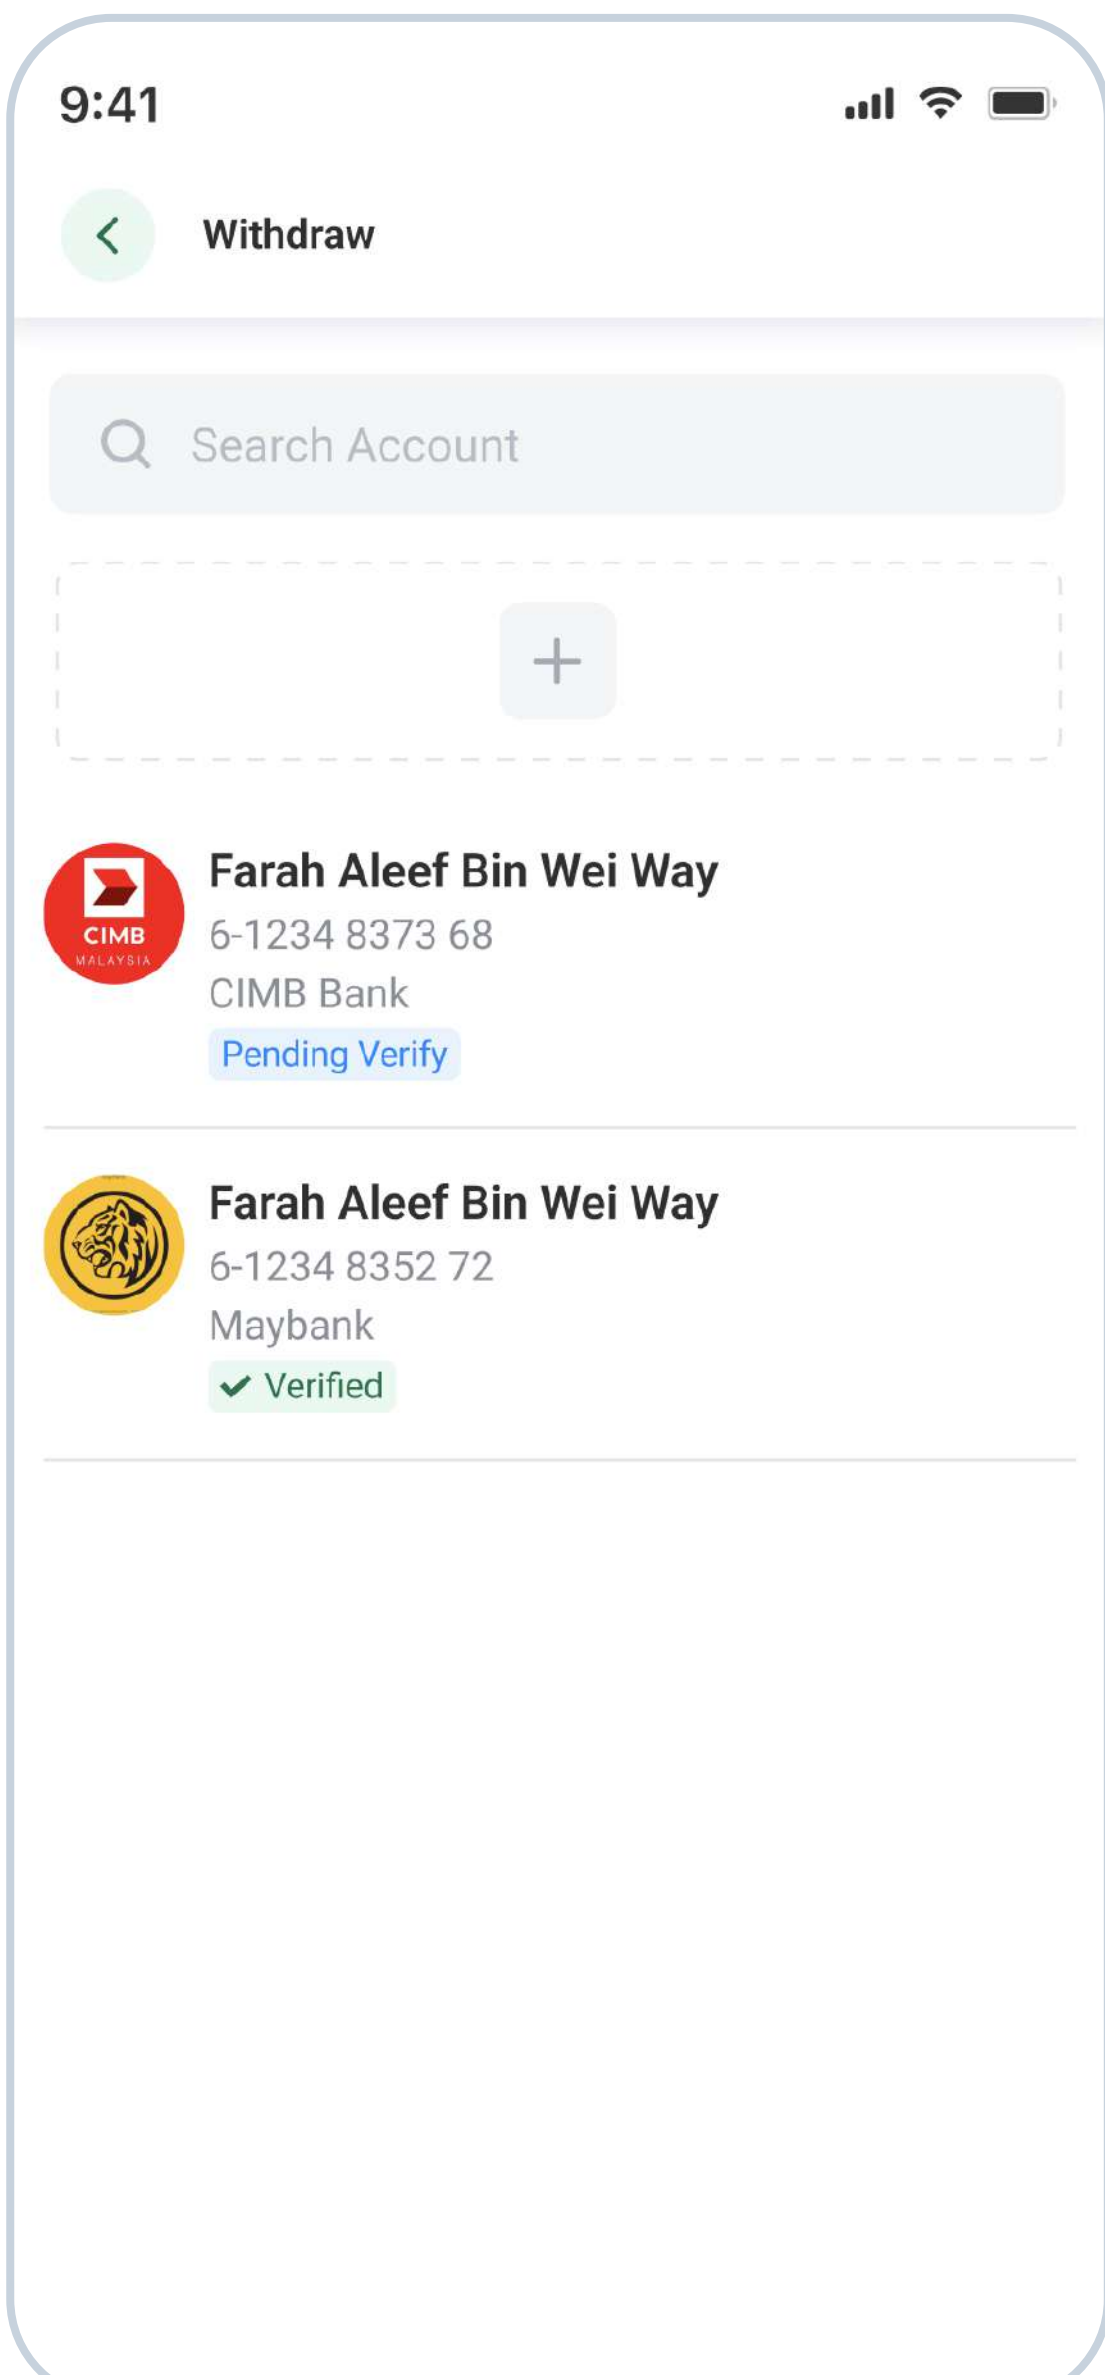 9:41
Withdraw
Search Account
Farah Aleef Bin Wei Way
CIMB
MALAYSIA
6-1234 8373 68
CIMB Bank
Pending Verify
Farah Aleef Bin Wei Way
6-1234 8352 72
Maybank
Verified